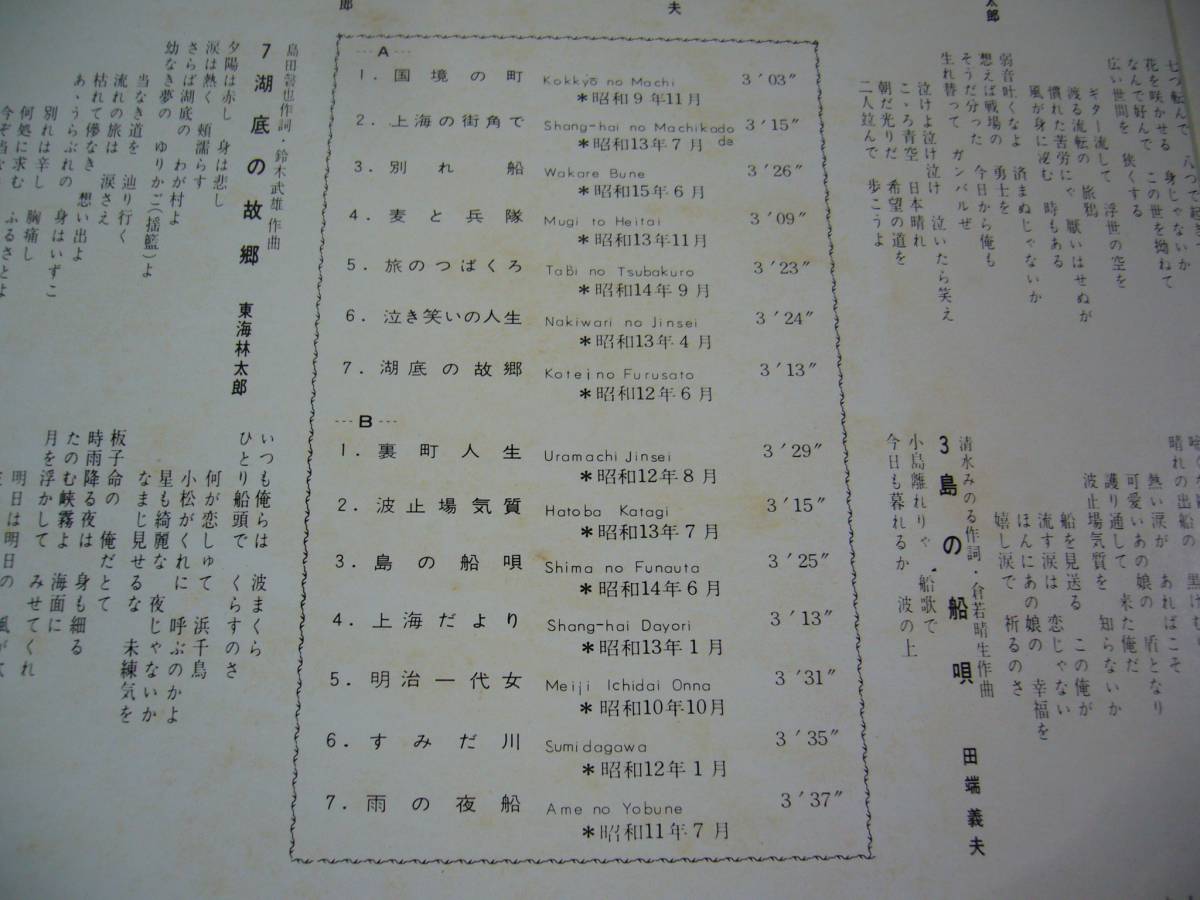 郎
夫
太郎
七つ転んで 八つで起き
花を咲かせる 身じゃないか
なんで好んで この世を拗ねて
広い世間を 狭くする
ギター流して 旅鴉
渡る流転の 浮世の空を
慣れた苦労にゃ 厭いはせぬが
風が身に凌む 時もある
弱音吐くなよ 済まぬじゃないか
想えば戦場の 勇士を
そうだ分った 今日から俺も
生れ替って ガンバルぜ
泣けよ泣け泣け 泣いたら笑え
こゝろ青空 日本晴れ
朝だ光りだ 希望の道を
二人竝んで 歩こうよ
---A---
1. 国境の町 Kokkyō no Machi 3′03″
*昭和9年11月
2. 上海の街角で Shang-hai no Machikado de 3′15″
*昭和13年7月
3. 別れ船 Wakare Bune 3′26″
*昭和15年6月
4. 麦と兵隊 Mugi to Heitai 3′09″
*昭和13年11月
5. 旅のつばくろ TaBi no Tsubakuro 3′23″
*昭和14年9月
6. 泣き笑いの人生 Nakiwari no Jinsei 3′24″
*昭和13年4月
7. 湖底の故郷 Kotei no Furusato 3′13″
*昭和12年6月
---B---
1. 裏町人生 Uramachi Jinsei 3′29″
*昭和12年8月
2. 波止場気質 Hatoba Katagi 3′15″
*昭和13年7月
3. 島の船唄 Shima no Funauta 3′25″
*昭和14年6月
4. 上海だより Shang-hai Dayori 3′13″
*昭和13年1月
5. 明治一代女 Meiji Ichidai Onna 3′31″
*昭和10年10月
6. すみだ川 Sumidagawa 3′35″
*昭和12年1月
7. 雨の夜船 Ame no Yobune 3′37″
*昭和11年7月
島田磬也作詞・鈴木武雄 作曲
7 湖底の故郷 東海林太郎
夕陽は赤し 身は悲し
涙は熱く 頬濡らす
さらば湖底の わが村よ
幼なき夢の ゆりかご(揺籃)よ
当なき道を 辿り行く
流れの旅は 涙さえ
枯れて儚なき 想い出よ
あゝうらぶれの 身はいずこ
別れは辛し 胸痛し
何処に求む ふるさとよ
今ぞ当
晴れの出船の
熱い涙が あればこそ
可愛いあの娘の 盾となり
護り通して 来た俺だ
波止場気質を 知らないか
船を見送る この俺が
流す涙は 恋じゃない
ほんにあの娘の 幸福を
嬉し涙で 祈るのさ
清水みのる作詞・倉若晴生作曲
3 島の船唄 田端義夫
小島離れりゃ 船歌で
今日も暮れるか 波の上
いつも俺らは 波まくら
ひとり船頭で くらすのさ
何が恋しゅて 浜千鳥
小松がくれに 呼ぶのかよ
星も綺麗な 夜じゃないか
なまじ見せるな 未練気を
板子一命の 俺だとて
時雨降る夜は 身も細る
たのむ峡霧よ 海面に
月を浮かして みせてくれ
明日は明日の 風が吹